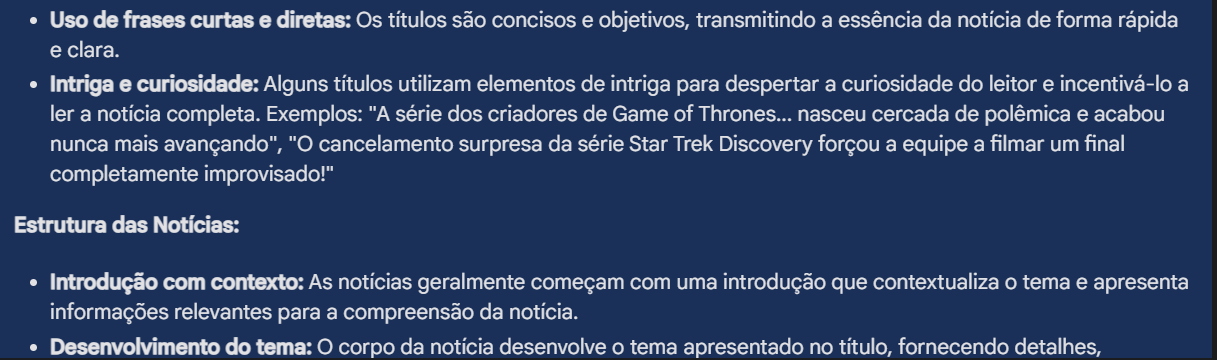 • Uso de frases curtas e diretas: Os títulos são concisos e objetivos, transmitindo a essência da notícia de forma rápida
e clara.
• Intriga e curiosidade: Alguns títulos utilizam elementos de intriga para despertar a curiosidade do leitor e incentivá-lo a
ler a notícia completa. Exemplos: "A série dos criadores de Game of Thrones... nasceu cercada de polêmica e acabou
nunca mais avançando", "O cancelamento surpresa da série Star Trek Discovery forçou a equipe a filmar um final
completamente improvisado!"
Estrutura das Notícias:
• Introdução com contexto: As notícias geralmente começam com uma introdução que contextualiza o tema e apresenta
informações relevantes para a compreensão da notícia.
• Desenvolvimento do tema: O corpo da notícia desenvolve o tema apresentado no título, fornecendo detalhes,